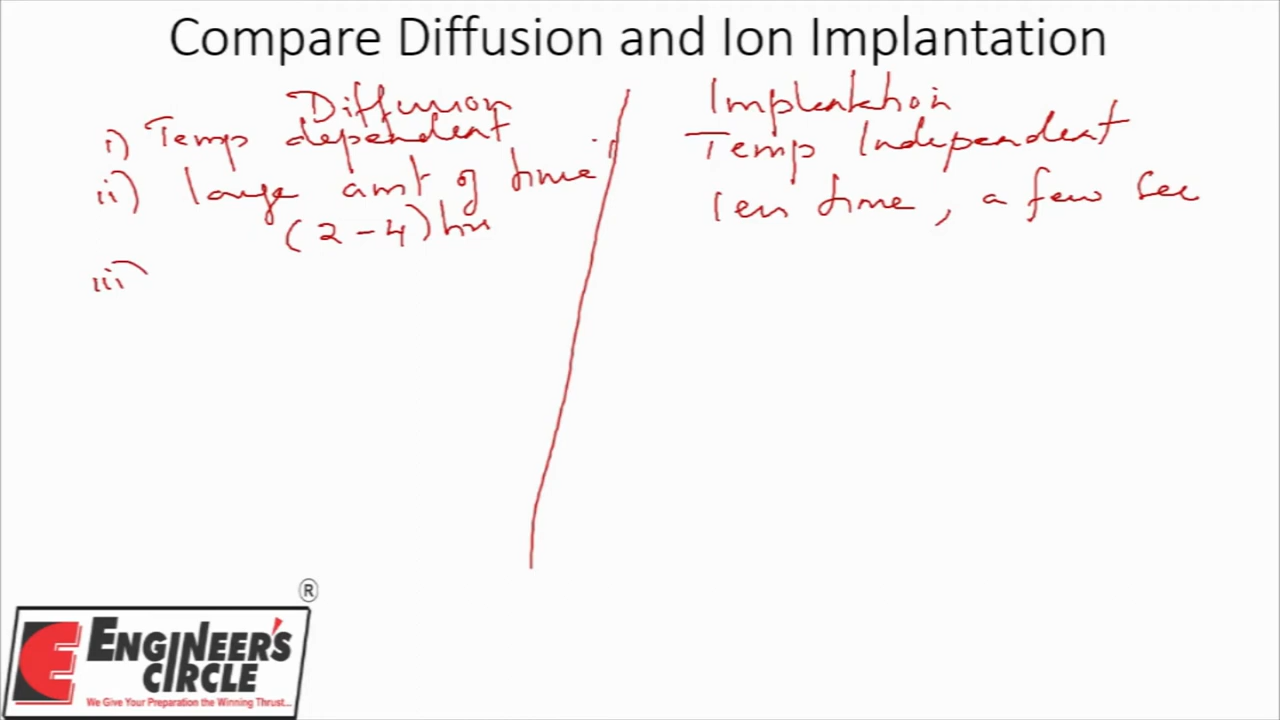 Compare Diffusion and Ion Implantation
Diffusion
Implantation
i) Temp dependent
Temp Independent
ii) large amt of time
less time, a few sec
(2-4) hrs
iii)
®
ENGINEER'S
CIRCLE
We Give Your Preparation the Winning Thrust...